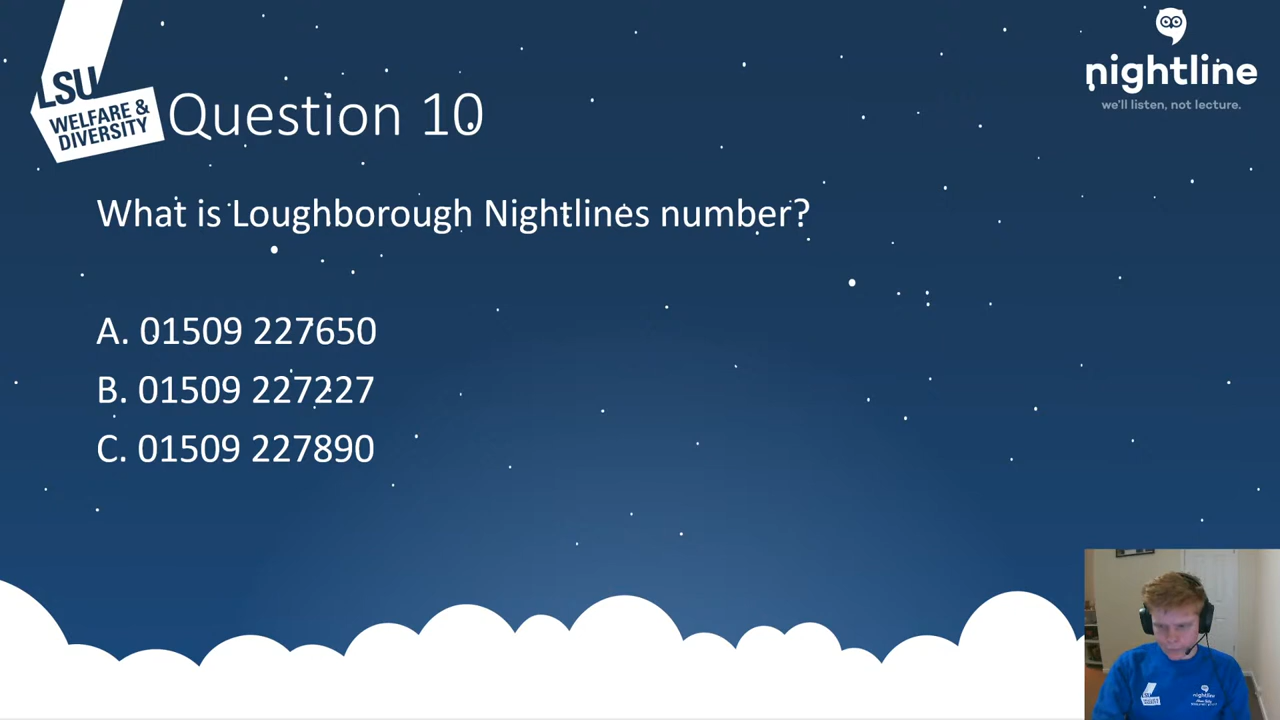 LSU
WELFARE &
DIVERSITY
nightline
we'll listen, not lecture.
Question 10
What is Loughborough Nightlines number?
A. 01509 227650
B. 01509 227227
C. 01509 227890
nightline